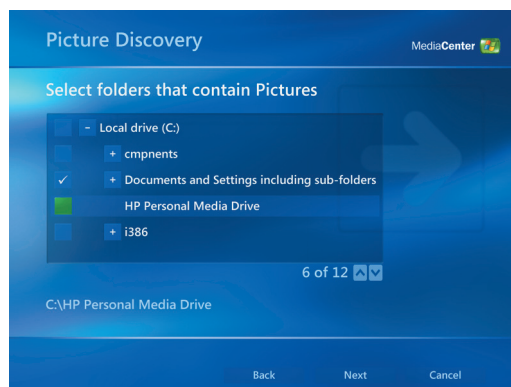 Picture Discovery
MediaCenter
Select folders that contain Pictures
- Local drive (C:)
+ cmpnents
✓ + Documents and Settings including sub-folders
HP Personal Media Drive
+ i386
6 of 12
C:\HP Personal Media Drive
Back Next Cancel